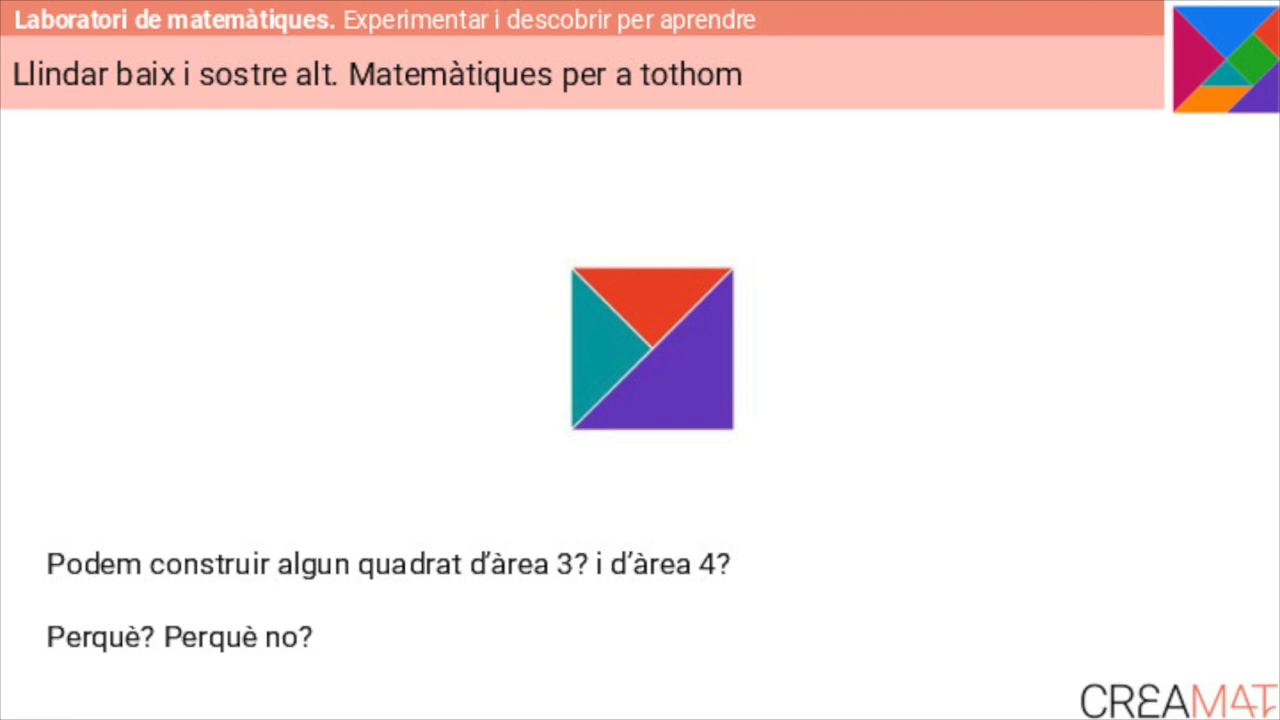 Laboratori de matemàtiques. Experimentar i descobrir per aprendre
Llindar baix i sostre alt. Matemàtiques per a tothom
Podem construir algun quadrat d’àrea 3? i d’àrea 4?
Perquè? Perquè no?
CREAMAT